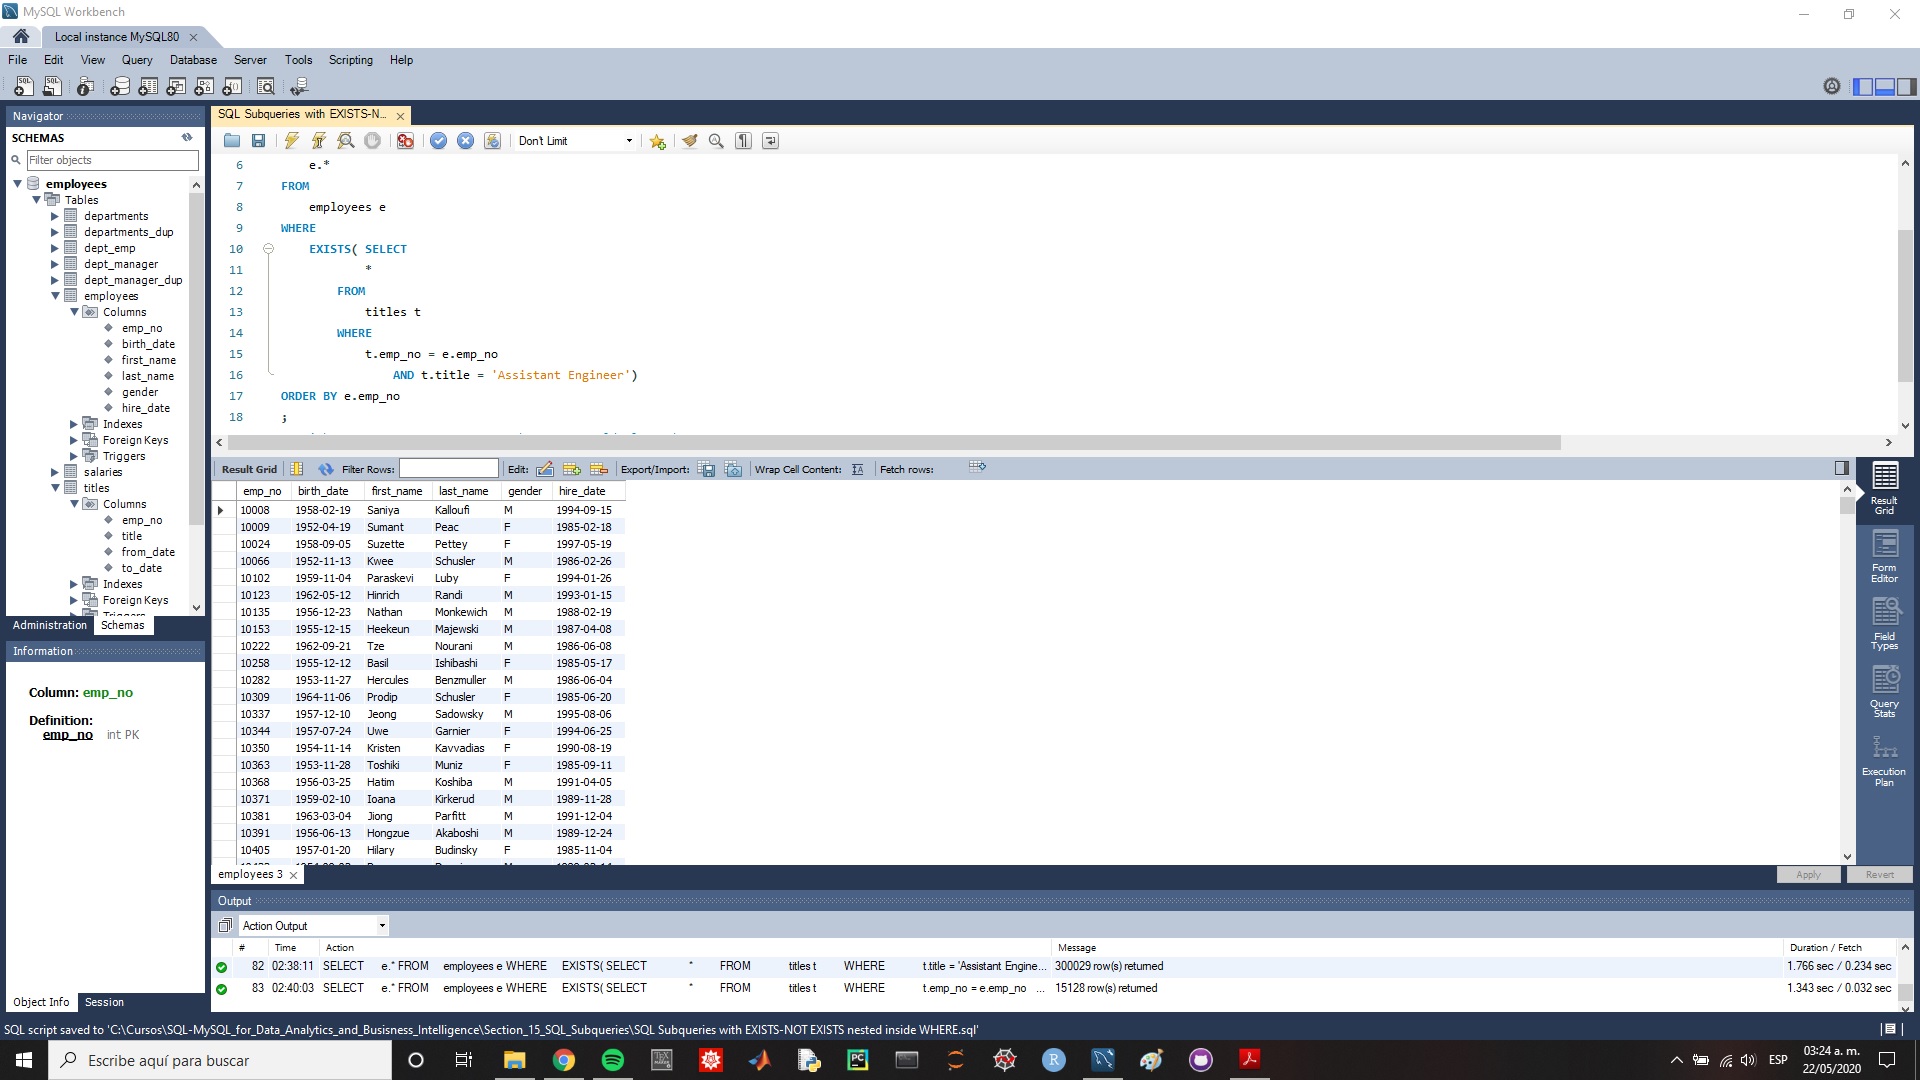 MySQL Workbench
Local instance MySQL80
File Edit View Query Database Server Tools Scripting Help
Navigator
SCHEMAS
Filter objects
employees
Tables
departments
departments_dup
dept_emp
dept_manager
dept_manager_dup
employees
Columns
emp_no
birth_date
first_name
last_name
gender
hire_date
Indexes
Foreign Keys
Triggers
salaries
titles
Columns
emp_no
title
from_date
to_date
Indexes
Foreign Keys
Administration Schemas
Information
Column: emp_no
Definition:
emp_no int PK
Object Info Session
SQL Subqueries with EXISTS-N...
Don't Limit
6 e.*
7 FROM
8 employees e
9 WHERE
10 EXISTS( SELECT
11 *
12 FROM
13 titles t
14 WHERE
15 t.emp_no = e.emp_no
16 AND t.title = 'Assistant Engineer')
17 ORDER BY e.emp_no
18 ;
Result Grid Filter Rows: Edit: Export/Import: Wrap Cell Content: Fetch rows:
emp_no birth_date first_name last_name gender hire_date
10008 1958-02-19 Saniya Kalloufi M 1994-09-15
10009 1952-04-19 Sumant Peac F 1985-02-18
10024 1958-09-05 Suzette Pettey F 1997-05-19
10066 1952-11-13 Kwee Schusler M 1986-02-26
10102 1959-11-04 Paraskevi Luby F 1994-01-26
10123 1962-05-12 Hinrich Randi M 1993-01-15
10135 1956-12-23 Nathan Monkewich M 1988-02-19
10153 1955-12-15 Heekeun Majewski M 1987-04-08
10222 1962-09-21 Tze Nourani M 1986-06-08
10258 1955-12-12 Basil Ishibashi F 1985-05-17
10282 1953-11-27 Hercules Benzmuller M 1986-06-04
10309 1964-11-06 Prodip Schusler F 1985-06-20
10337 1957-12-10 Jeong Sadowsky M 1995-08-06
10344 1957-07-24 Uwe Garnier F 1994-06-25
10350 1954-11-14 Kristen Kavvadias F 1990-08-19
10363 1953-11-28 Toshiki Muniz F 1985-09-11
10368 1956-03-25 Hatim Koshiba M 1991-04-05
10371 1959-02-10 Ioana Kirkerud M 1989-11-28
10381 1963-03-04 Jiong Parfitt M 1991-12-04
10391 1956-06-13 Hongzue Akaboshi M 1989-12-24
10405 1957-01-20 Hilary Budinsky F 1985-11-04
Result
Grid
Form
Editor
Field
Types
Query
Stats
Execution
Plan
employees 3
Apply Revert
Output
Action Output
# Time Action Message Duration / Fetch
82 02:38:11 SELECT e.* FROM employees e WHERE EXISTS( SELECT * FROM titles t WHERE t.title = 'Assistant Engine... 300029 row(s) returned 1.766 sec / 0.234 sec
83 02:40:03 SELECT e.* FROM employees e WHERE EXISTS( SELECT * FROM titles t WHERE t.emp_no = e.emp_no ... 15128 row(s) returned 1.343 sec / 0.032 sec
SQL script saved to 'C:\Cursos\SQL-MySQL_for_Data_Analytics_and_Busisness_Intelligence\Section_15_SQL_Subqueries\SQL Subqueries with EXISTS-NOT EXISTS nested inside WHERE.sql'
Escribe aquí para buscar
ESP
03:24 a. m.
22/05/2020